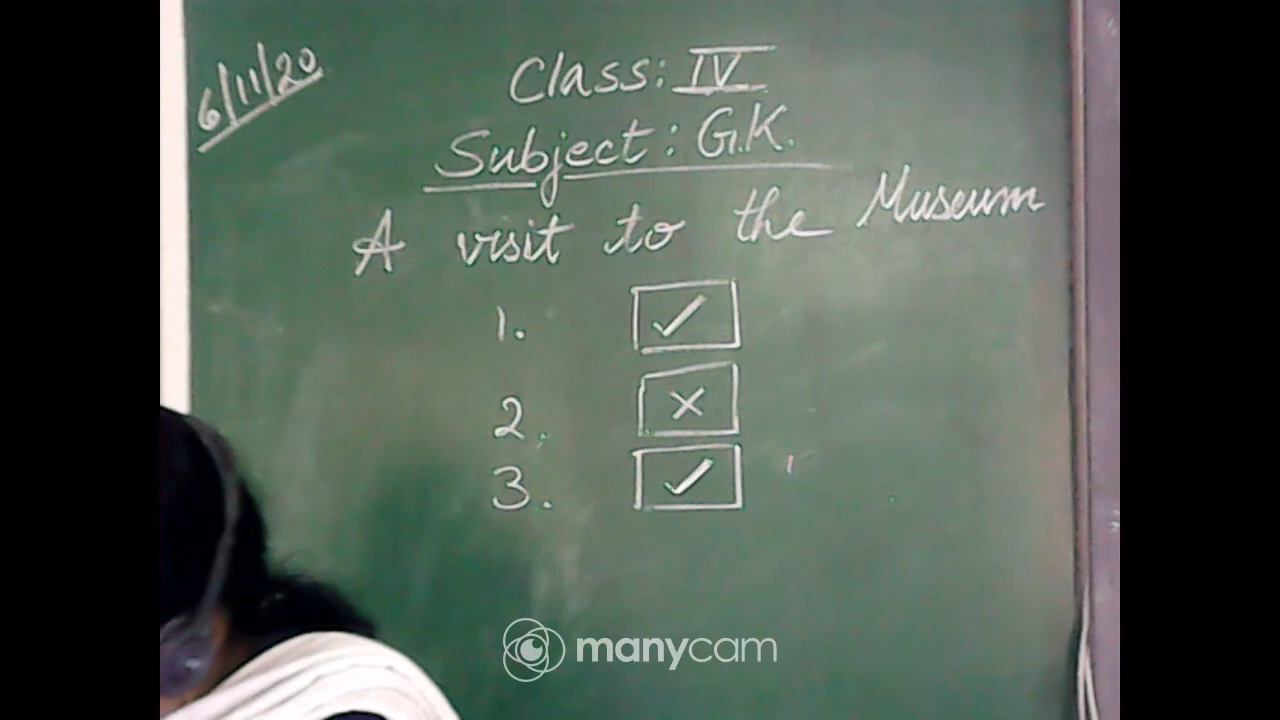 6/11/20
Class: IV
Subject: G.K.
A visit to the Museum
1. ✓
2. ×
3. ✓
manycam